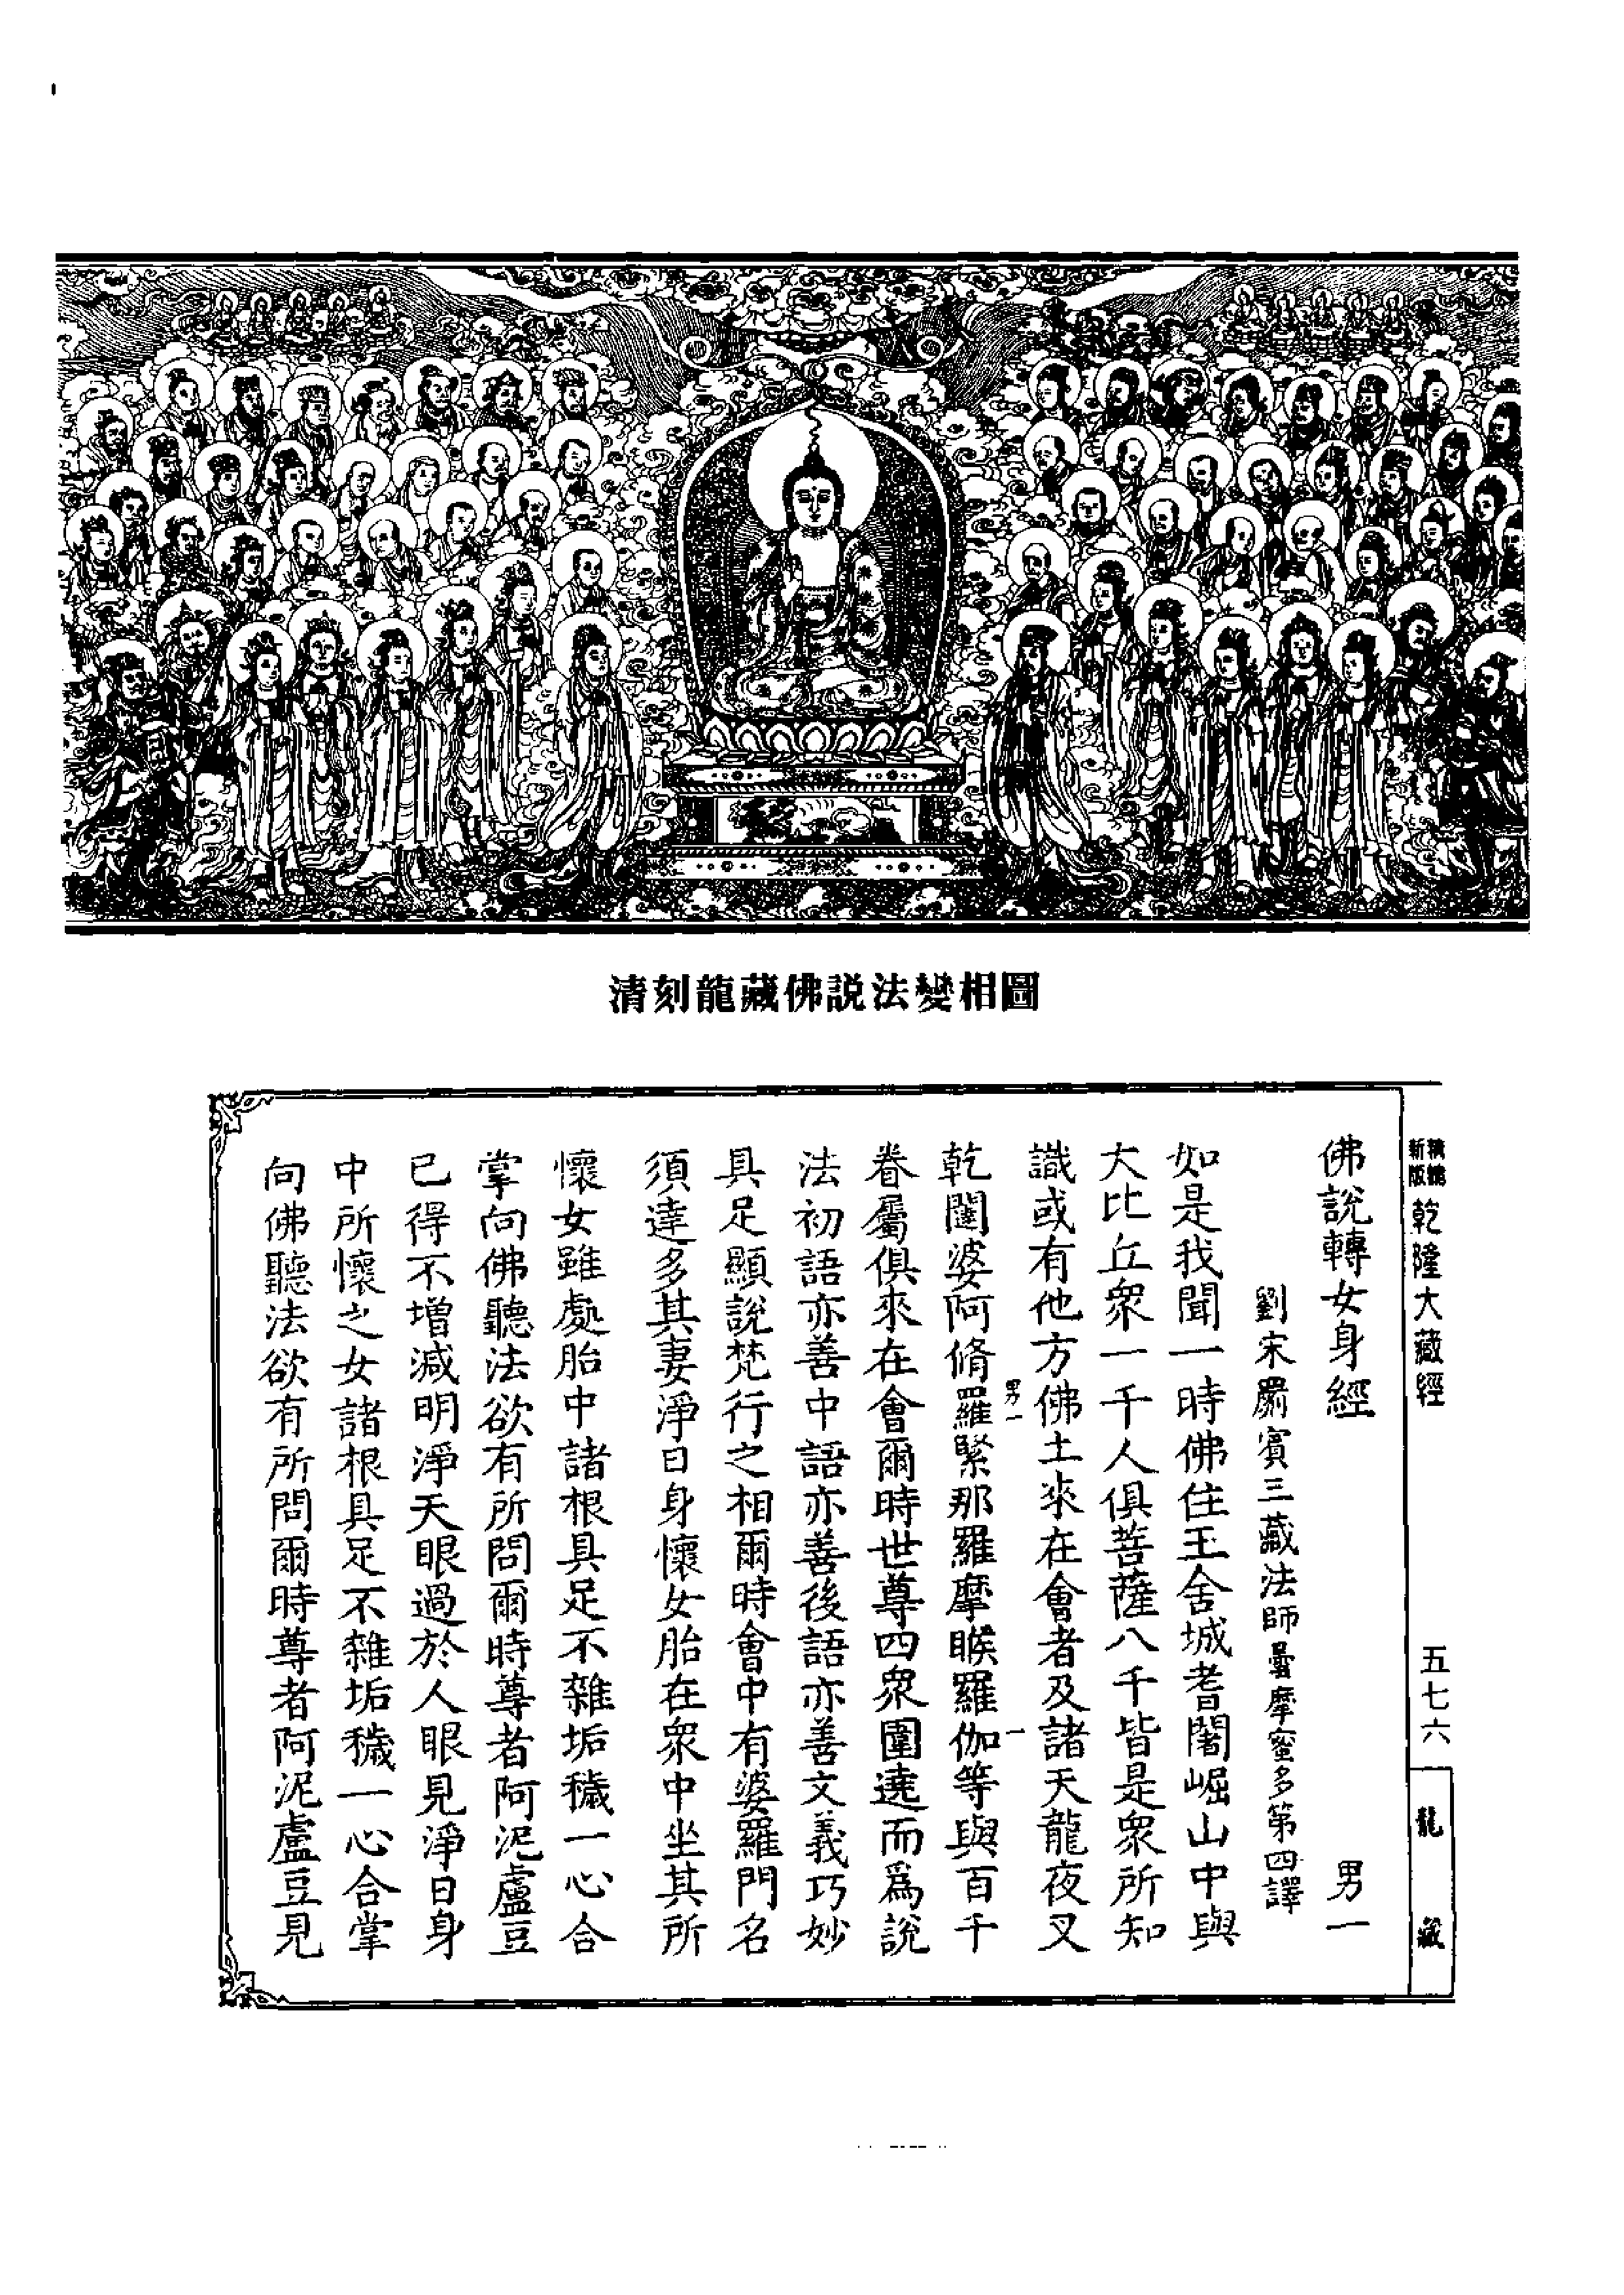 清刻龍藏佛説法變相圖
新版精縮
乾隆大藏經
五七六
龍藏
佛說轉女身經 男一
劉宋罽賓三藏法師曇摩蜜多第四譯
如是我聞一時佛住王舍城耆闍崛山中與
大比丘衆一千人俱菩薩八千皆是衆所知
識或有他方佛土來在會者及諸天龍夜叉
男一 一
乾闥婆阿脩羅緊那羅摩睺羅伽等與百千
眷屬俱來在會爾時世尊四衆圍遶而爲說
法初語亦善中語亦善後語亦善文義巧妙
具足顯說梵行之相爾時會中有婆羅門名
須達多其妻淨日身懷女胎在衆中坐其所
懷女雖處胎中諸根具足不雜垢穢一心合
掌向佛聽法欲有所問爾時尊者阿泥盧豆
已得不增減明淨天眼過於人眼見淨日身
中所懷之女諸根具足不雜垢穢一心合掌
向佛聽法欲有所問爾時尊者阿泥盧豆見